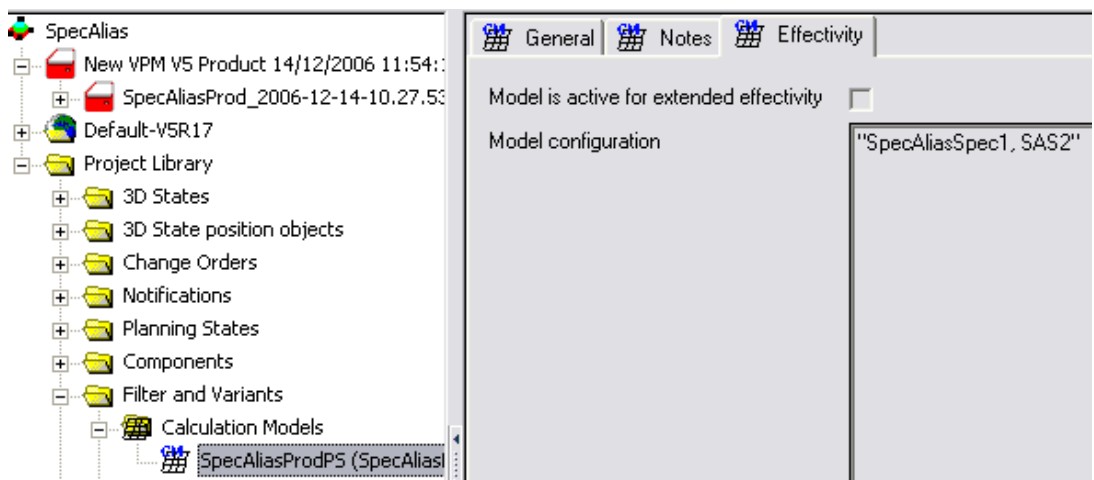 SpecAlias
New VPM V5 Product 14/12/2006 11:54:
SpecAliasProd_2006-12-14-10.27.53
Default-V5R17
Project Library
3D States
3D State position objects
Change Orders
Notifications
Planning States
Components
Filter and Variants
Calculation Models
SpecAliasProdPS (SpecAlias
General Notes Effectivity
Model is active for extended effectivity
Model configuration
"SpecAliasSpec1, SAS2"